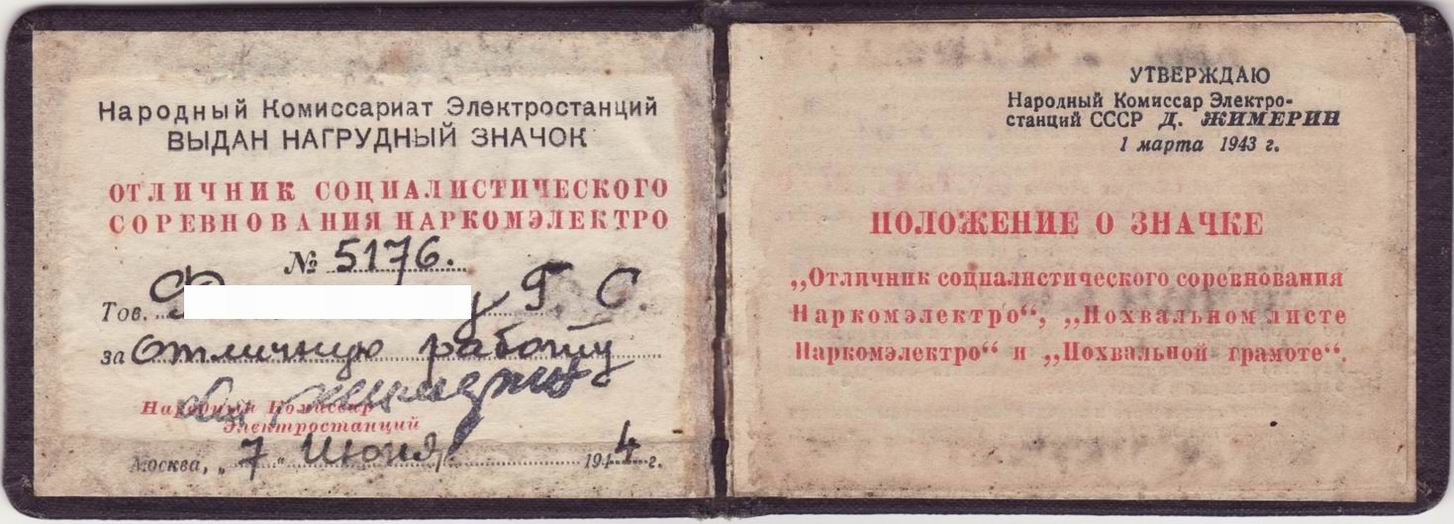 Народный Комиссариат Электростанций
ВЫДАН НАГРУДНЫЙ ЗНАЧОК
ОТЛИЧНИК СОЦИАЛИСТИЧЕСКОГО
СОРЕВНОВАНИЯ НАРКОМЭЛЕКТРО
№ 5176.
Тов. Г. С.
за Отличную работу
Народный Комиссар
Электростанций
Москва, „7“ Июня 1944 г.
УТВЕРЖДАЮ
Народный Комиссар Электро-
станций СССР Д. ЖИМЕРИН
1 марта 1943 г.
ПОЛОЖЕНИЕ О ЗНАЧКЕ
„Отличник социалистического соревнования
Наркомэлектро“, „Похвальном листе
Наркомэлектро“ и „Похвальной грамоте“.